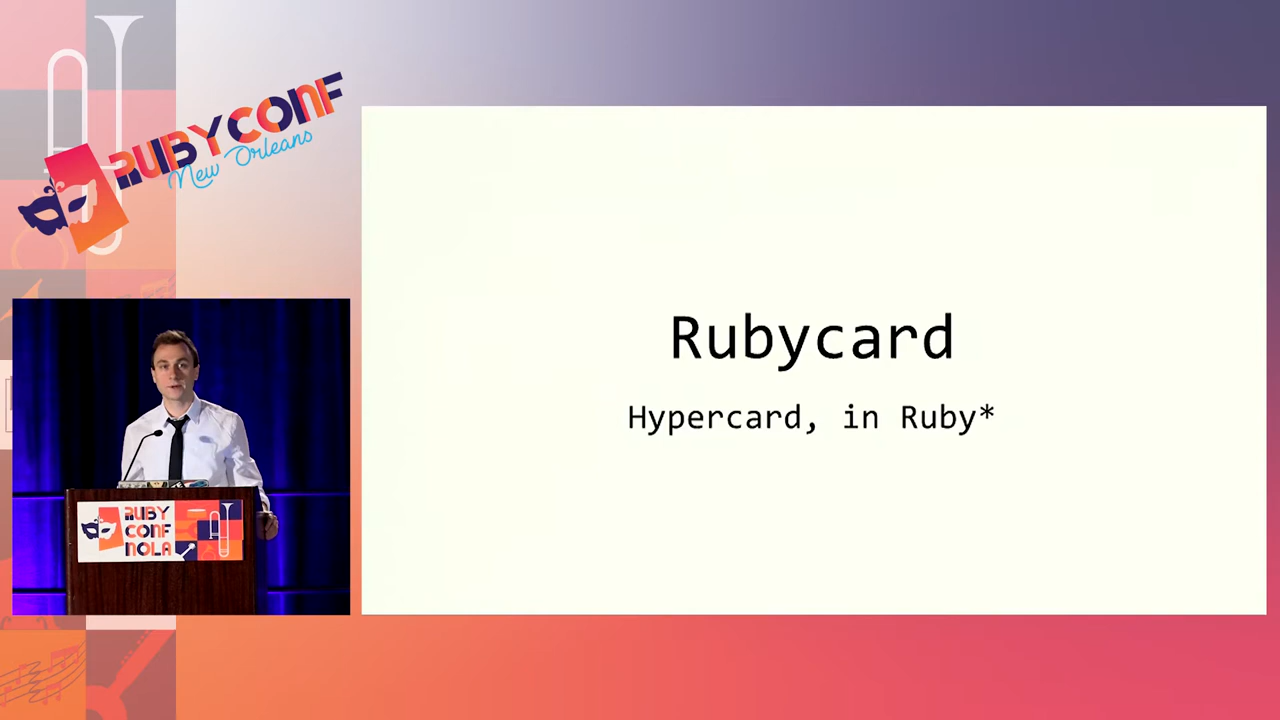 RUBYCONF
New Orleans
Rubycard
Hypercard, in Ruby*
RUBY
CONF
NOLA